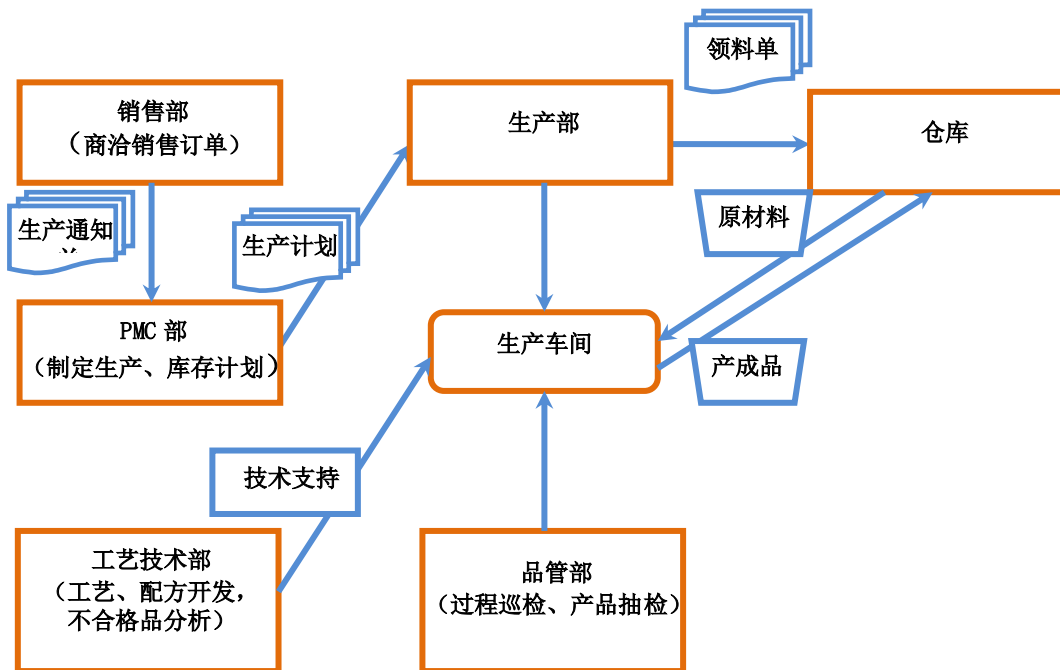 领料单
销售部
（商洽销售订单）
生产部
仓库
生产通知
生产计划
原材料
PMC 部
（制定生产、库存计划）
生产车间
产成品
技术支持
工艺技术部
（工艺、配方开发，
不合格品分析）
品管部
（过程巡检、产品抽检）